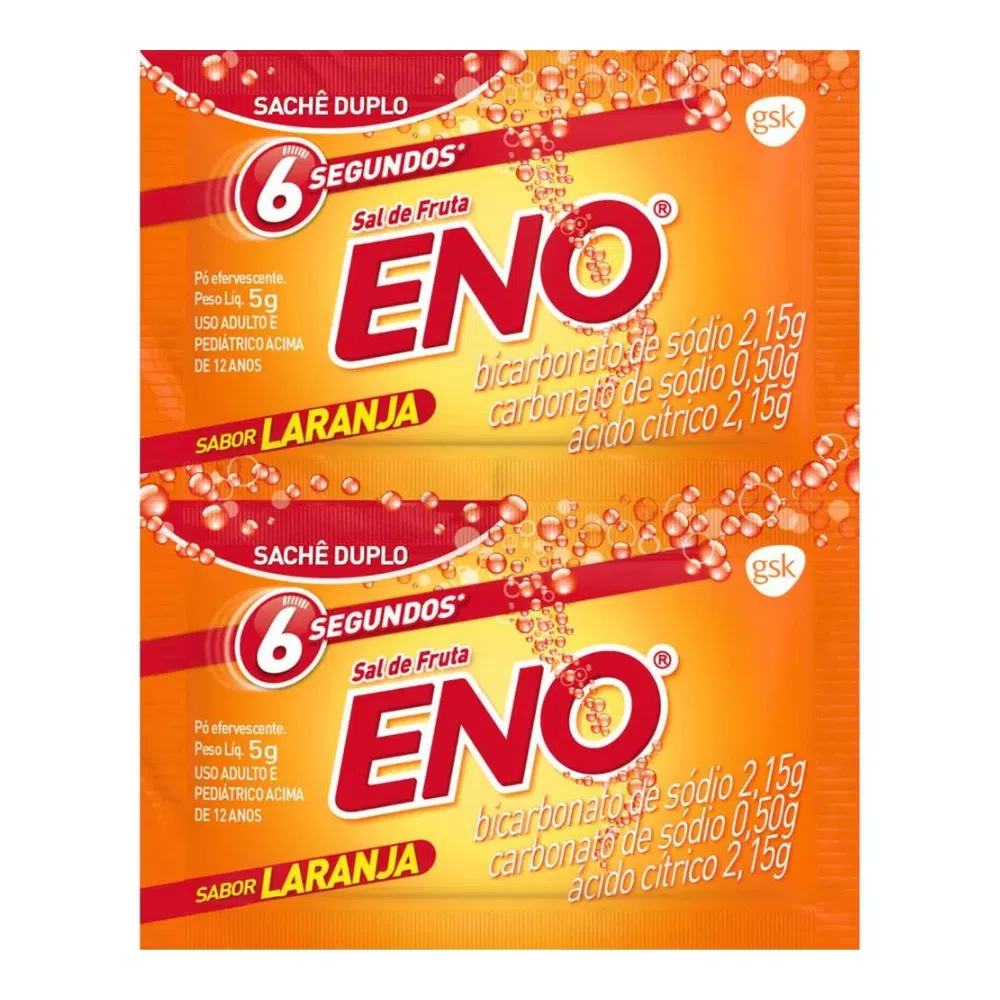 SACHÊ DUPLO
gsk
6 SEGUNDOS*
Sal de Fruta
ENO®
Pó efervescente.
Peso Líq. 5g
USO ADULTO E
PEDIÁTRICO ACIMA
DE 12 ANOS
bicarbonato de sódio 2,15g
carbonato de sódio 0,50g
ácido cítrico 2,15g
SABOR LARANJA
SACHÊ DUPLO
gsk
6 SEGUNDOS*
Sal de Fruta
ENO®
Pó efervescente.
Peso Líq. 5g
USO ADULTO E
PEDIÁTRICO ACIMA
DE 12 ANOS
bicarbonato de sódio 2,15g
carbonato de sódio 0,50g
ácido cítrico 2,15g
SABOR LARANJA